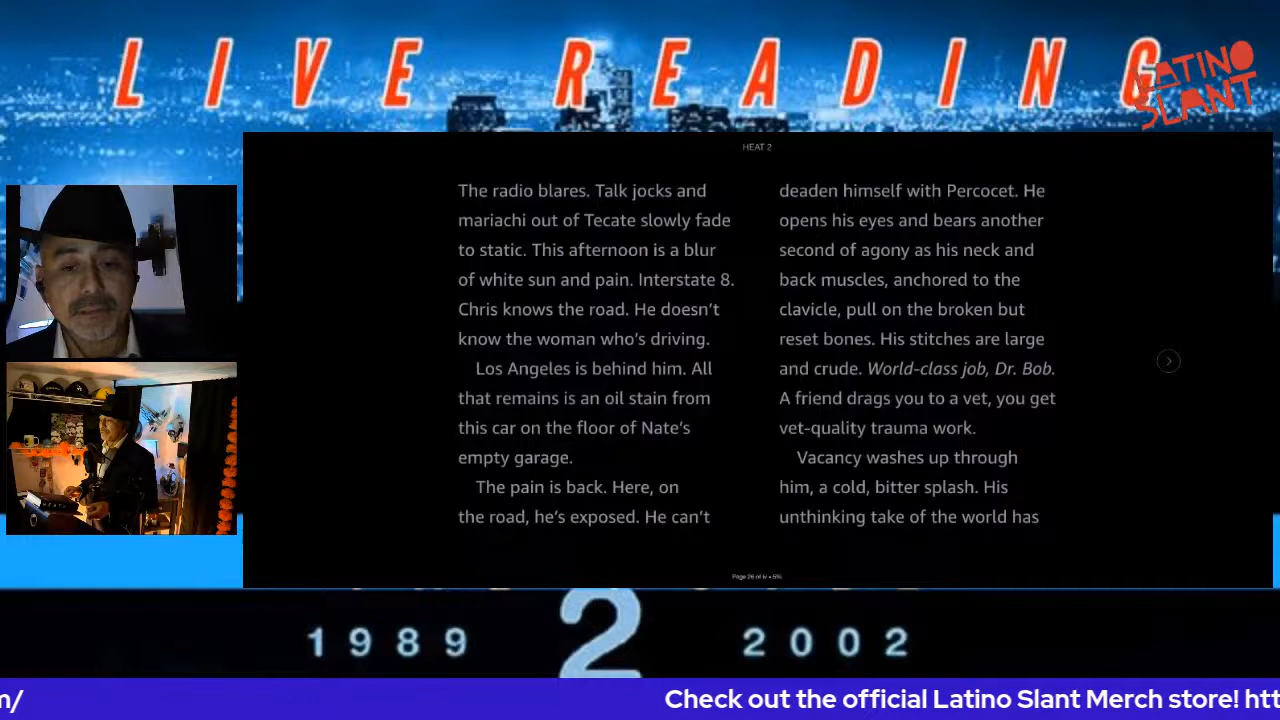 LIVE READING
LATINO
SLANT
HEAT 2
The radio blares. Talk jocks and
mariachi out of Tecate slowly fade
to static. This afternoon is a blur
of white sun and pain. Interstate 8.
Chris knows the road. He doesn't
know the woman who's driving.
Los Angeles is behind him. All
that remains is an oil stain from
this car on the floor of Nate's
empty garage.
The pain is back. Here, on
the road, he's exposed. He can't
deaden himself with Percocet. He
opens his eyes and bears another
second of agony as his neck and
back muscles, anchored to the
clavicle, pull on the broken but
reset bones. His stitches are large
and crude. World-class job, Dr. Bob.
A friend drags you to a vet, you get
vet-quality trauma work.
Vacancy washes up through
him, a cold, bitter splash. His
unthinking take of the world has
Page 26 of iv • 5%
1989 2 2002
m/ Check out the official Latino Slant Merch store! htt